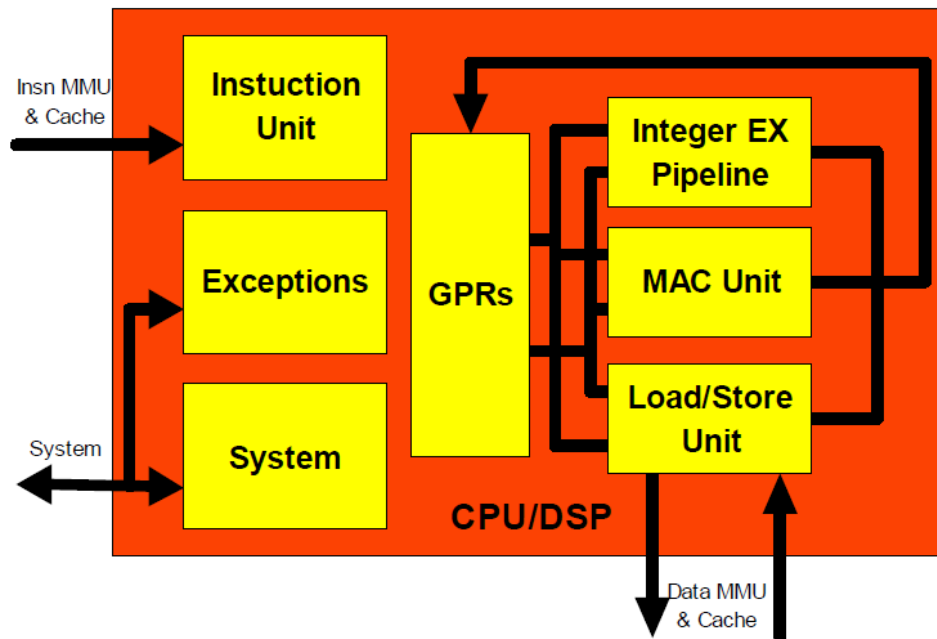 Insn MMU
& Cache
Instuction
Unit
Exceptions
System
System
GPRs
Integer EX
Pipeline
MAC Unit
Load/Store
Unit
CPU/DSP
Data MMU
& Cache